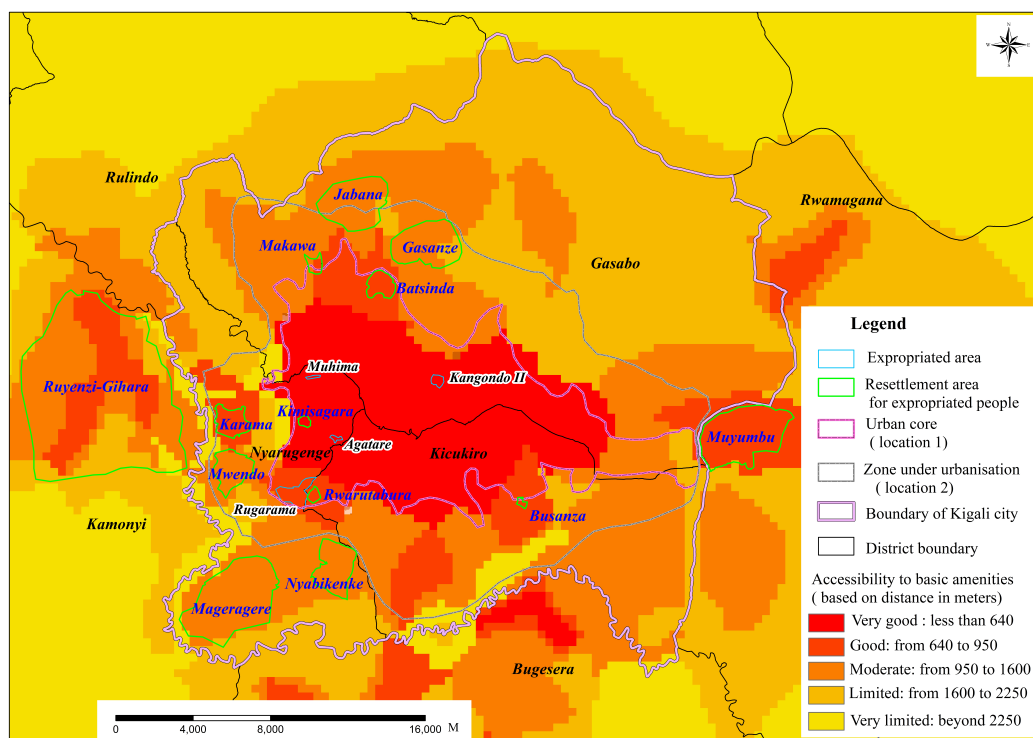 N
W
E
S
Rulindo
Jabana
Rwamagana
Makawa
Gasanze
Gasabo
Batsinda
Muhima
Kangondo II
Ruyenzi-Gihara
Karama
Kimisagara
Agatare
Muyumbu
Nyarugenge
Kicukiro
Mwendo
Rwarutabura
Rugarama
Busanza
Kamonyi
Nyabikenke
Mageragere
Bugesera
Legend
Expropriated area
Resettlement area
for expropriated people
Urban core
( location 1)
Zone under urbanisation
( location 2)
Boundary of Kigali city
District boundary
Accessibility to basic amenities
( based on distance in meters)
Very good : less than 640
Good: from 640 to 950
Moderate: from 950 to 1600
Limited: from 1600 to 2250
Very limited: beyond 2250
0 4,000 8,000 16,000 M